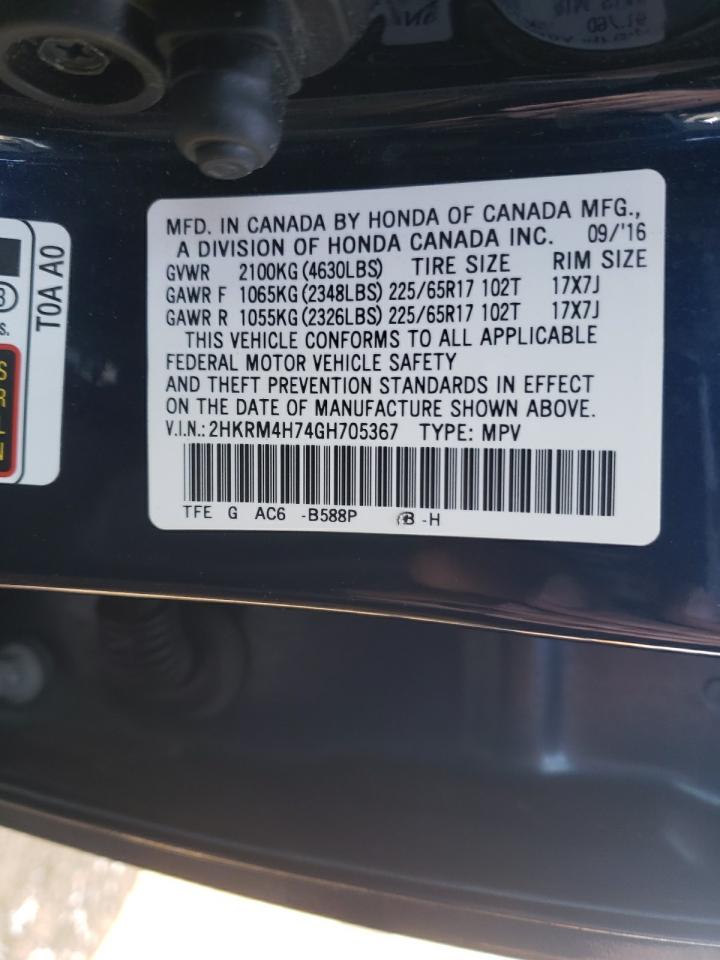 MFD. IN CANADA BY HONDA OF CANADA MFG.,
A DIVISION OF HONDA CANADA INC. 09/'16
GVWR 2100KG (4630LBS) TIRE SIZE RIM SIZE
GAWR F 1065KG (2348LBS) 225/65R17 102T 17X7J
GAWR R 1055KG (2326LBS) 225/65R17 102T 17X7J
THIS VEHICLE CONFORMS TO ALL APPLICABLE
FEDERAL MOTOR VEHICLE SAFETY
AND THEFT PREVENTION STANDARDS IN EFFECT
ON THE DATE OF MANUFACTURE SHOWN ABOVE.
V.I.N.: 2HKRM4H74GH705367 TYPE: MPV
TFE G AC6 -B588P B -H
T0A A0